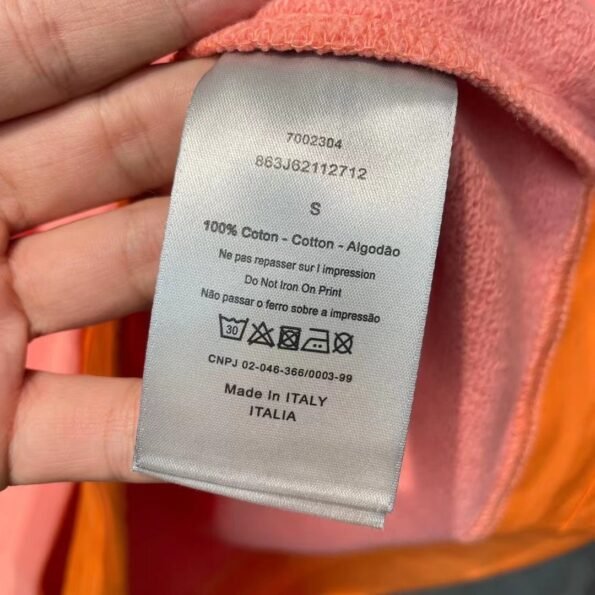 7002304
863J62112712
S
100% Coton - Cotton - Algodão
Ne pas repasser sur l impression
Do Not Iron On Print
Não passar o ferro sobre a impressão
30
CNPJ 02-046-366/0003-99
Made In ITALY
ITALIA